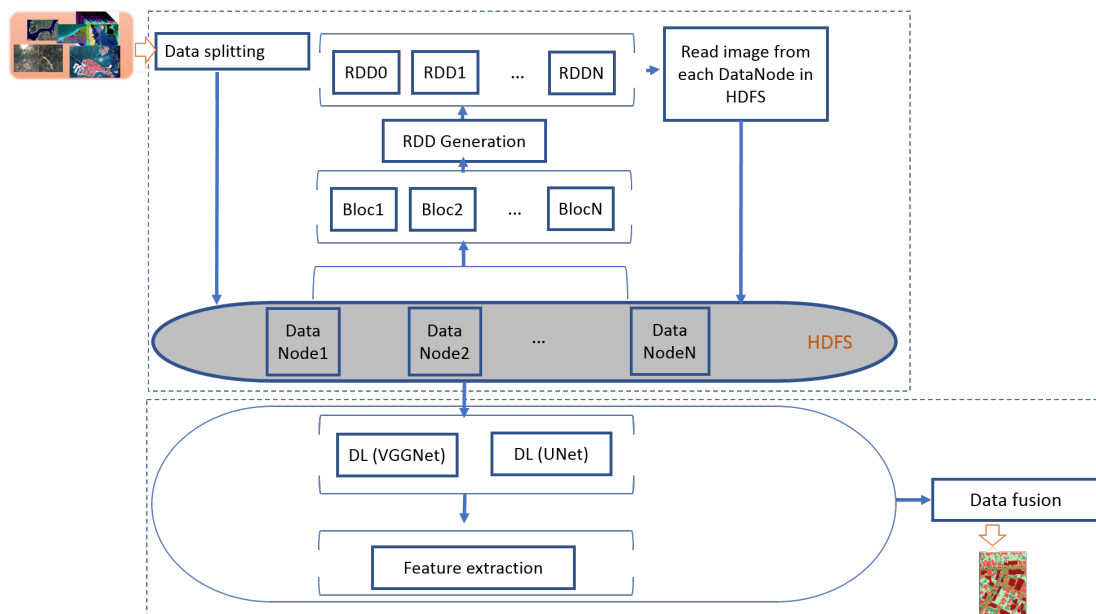 Data splitting
RDD0
RDD1
...
RDDN
Read image from
each DataNode in
HDFS
RDD Generation
Bloc1
Bloc2
...
BlocN
Data
Node1
Data
Node2
...
Data
NodeN
HDFS
DL (VGGNet)
DL (UNet)
Feature extraction
Data fusion